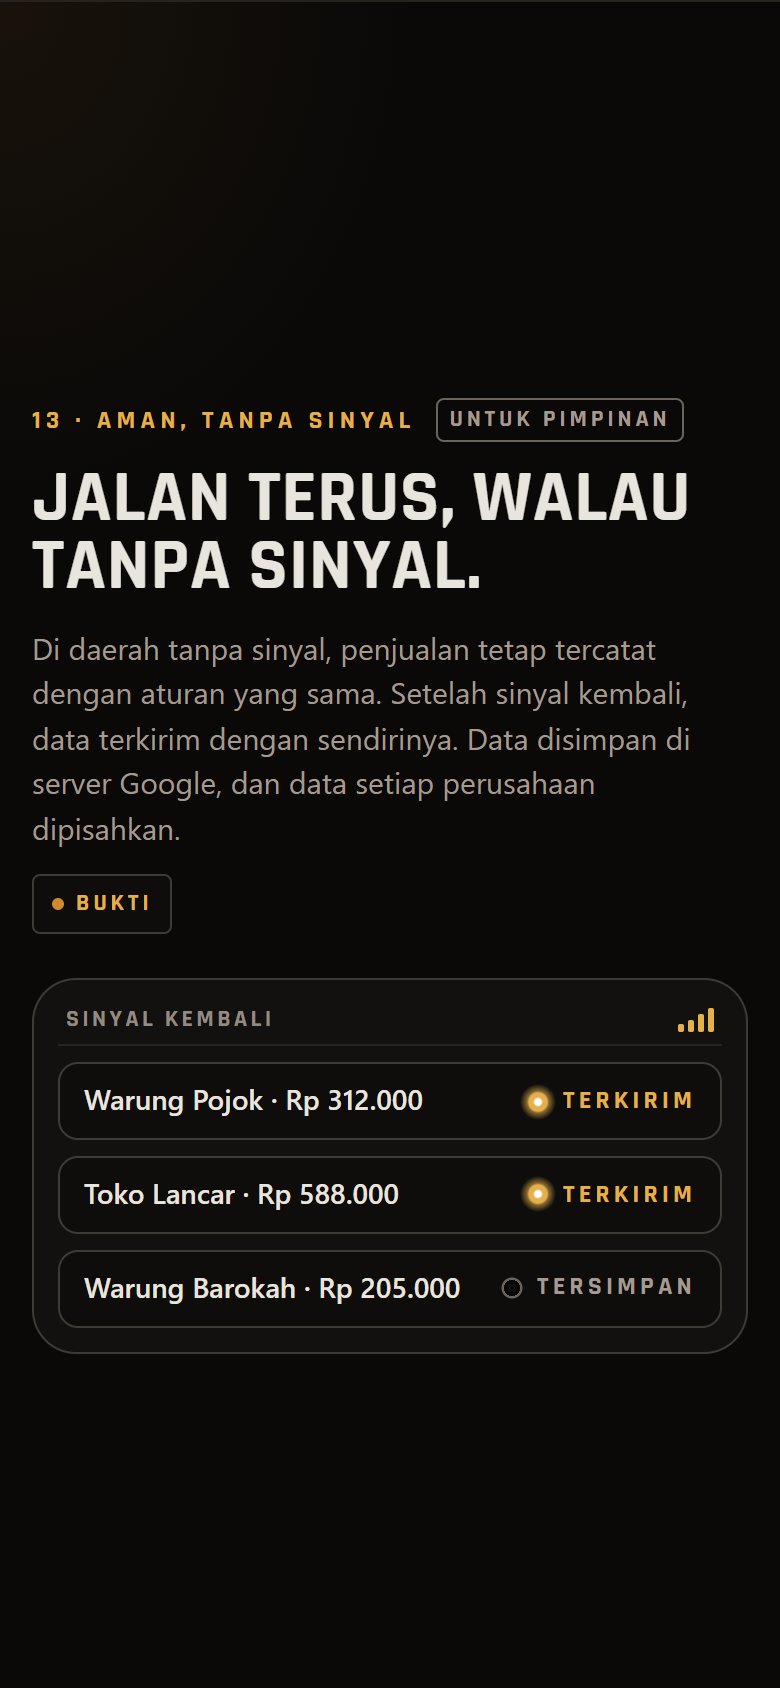 13 · AMAN, TANPA SINYAL UNTUK PIMPINAN
JALAN TERUS, WALAU
TANPA SINYAL.
Di daerah tanpa sinyal, penjualan tetap tercatat
dengan aturan yang sama. Setelah sinyal kembali,
data terkirim dengan sendirinya. Data disimpan di
server Google, dan data setiap perusahaan
dipisahkan.
BUKTI
SINYAL KEMBALI
Warung Pojok · Rp 312.000 TERKIRIM
Toko Lancar · Rp 588.000 TERKIRIM
Warung Barokah · Rp 205.000 TERSIMPAN